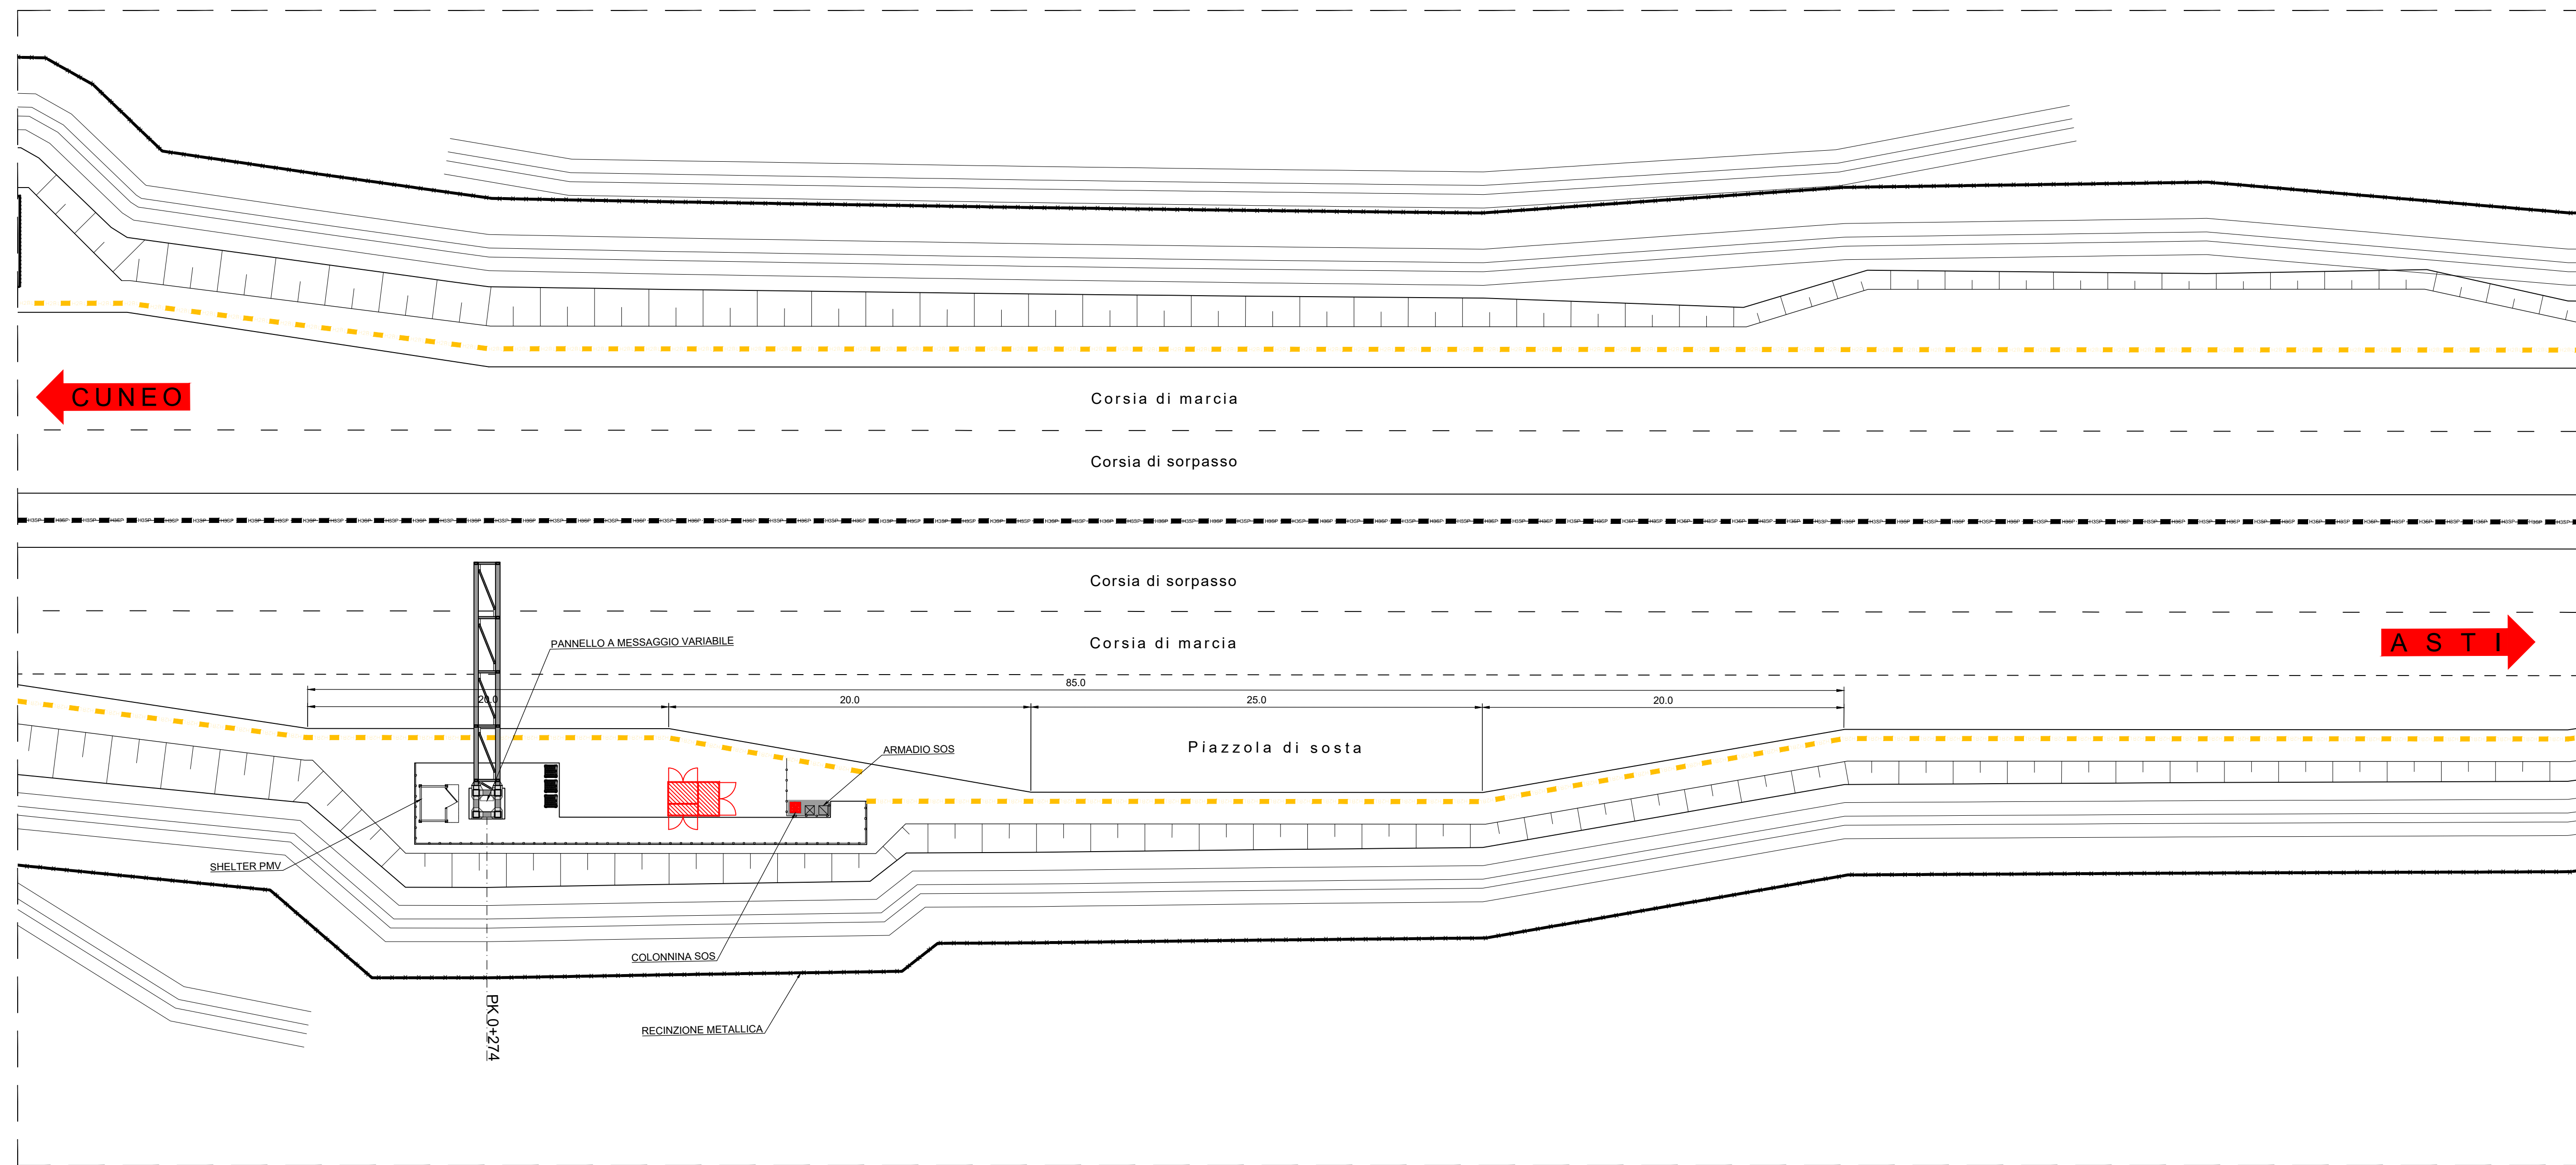 CUNEO
Corsia di marcia
Corsia di sorpasso
Corsia di sorpasso
PANNELLO A MESSAGGIO VARIABILE
Corsia di marcia
ASTI
85.0
20.0
20.0
25.0
20.0
ARMADIO SOS
Piazzola di sosta
SHELTER PMV
COLONNINA SOS
PK 0+274
RECINZIONE METALLICA